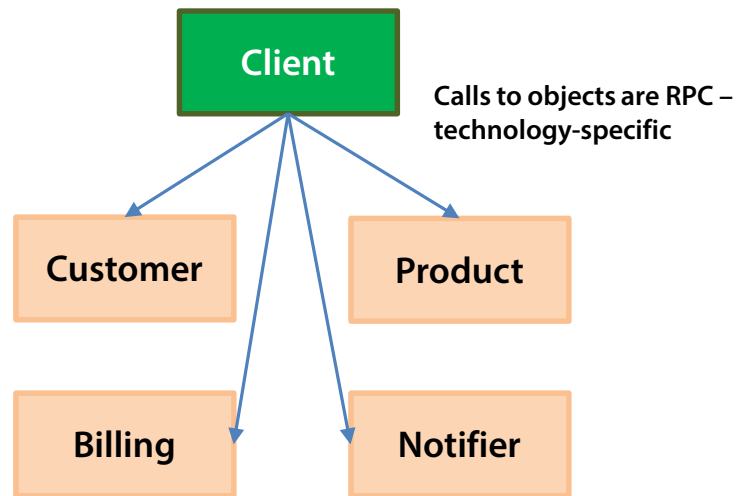 Client
Calls to objects are RPC –
technology-specific
Customer
Product
Billing
Notifier